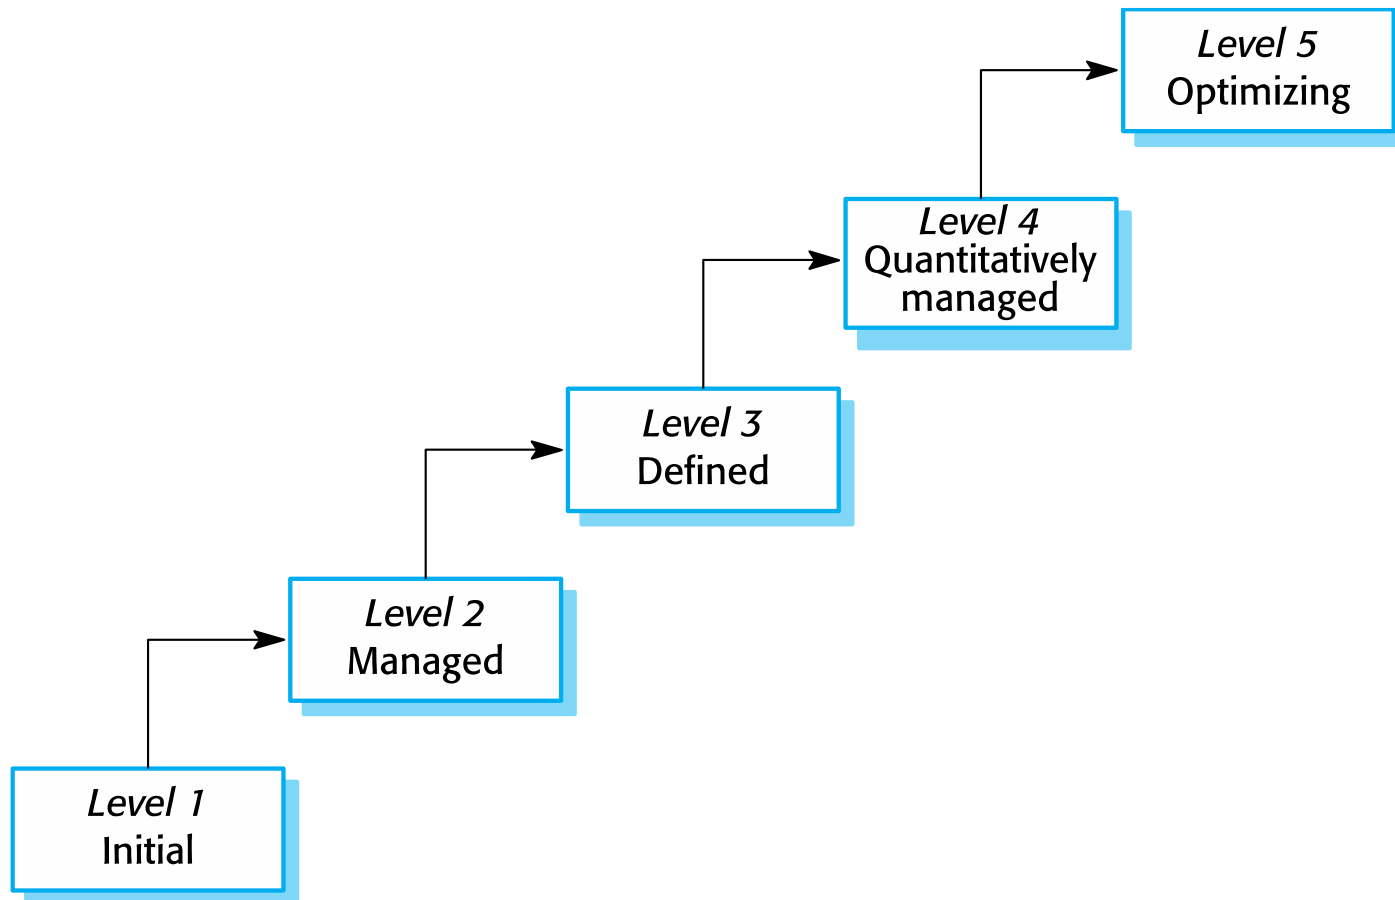 Level 5
Optimizing
Level 4
Quantitatively
managed
Level 3
Defined
Level 2
Managed
Level 1
Initial